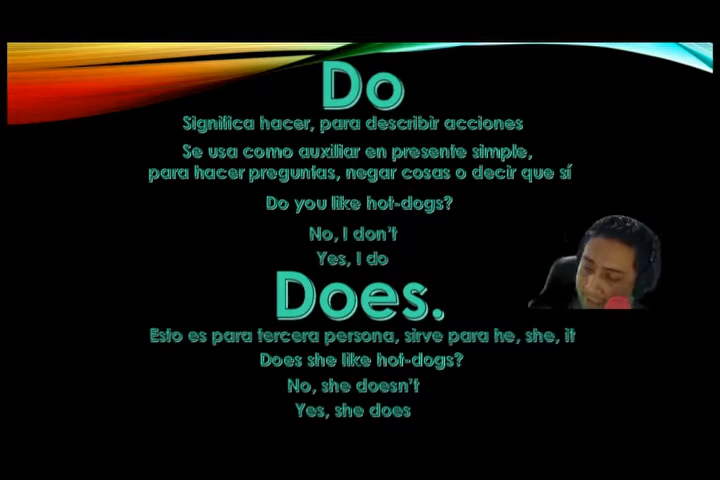 Do
Significa hacer, para describir acciones
Se usa como auxiliar en presente simple,
para hacer preguntas, negar cosas o decir que sí
Do you like hot-dogs?
No, I don't
Yes, I do
Does.
Esto es para tercera persona, sirve para he, she, it
Does she like hot-dogs?
No, she doesn't
Yes, she does